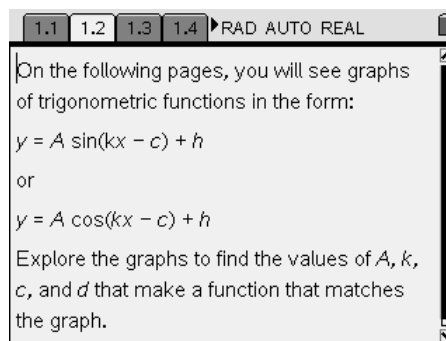 1.1 1.2 1.3 1.4 RAD AUTO REAL
On the following pages, you will see graphs
of trigonometric functions in the form:
y = A sin(kx – c) + h
or
y = A cos(kx – c) + h
Explore the graphs to find the values of A, k,
c, and d that make a function that matches
the graph.